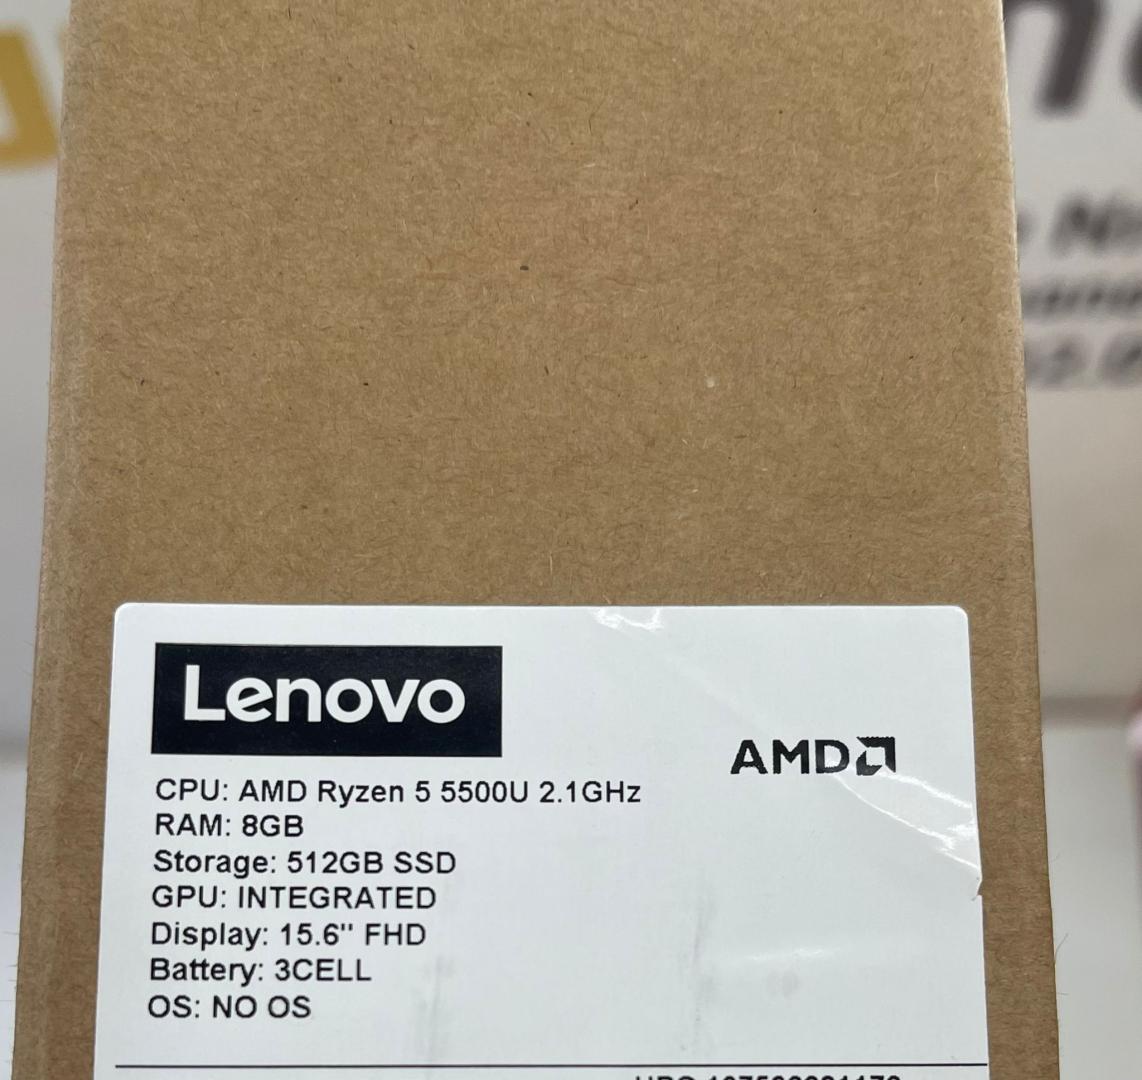 Lenovo
AMD
CPU: AMD Ryzen 5 5500U 2.1GHz
RAM: 8GB
Storage: 512GB SSD
GPU: INTEGRATED
Display: 15.6" FHD
Battery: 3CELL
OS: NO OS